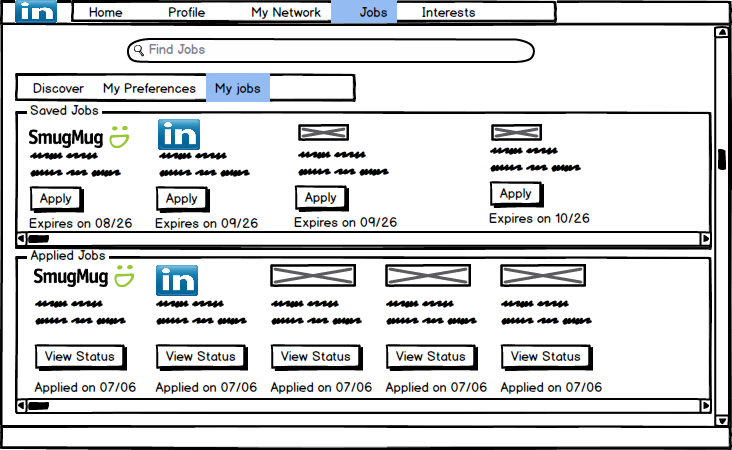 in Home Profile My Network Jobs Interests
Find Jobs
Discover My Preferences My jobs
Saved Jobs
SmugMug in
Apply Apply Apply Apply
Expires on 08/26 Expires on 09/26 Expires on 09/26 Expires on 10/26
Applied Jobs
SmugMug in
View Status View Status View Status View Status View Status
Applied on 07/06 Applied on 07/06 Applied on 07/06 Applied on 07/06 Applied on 07/06